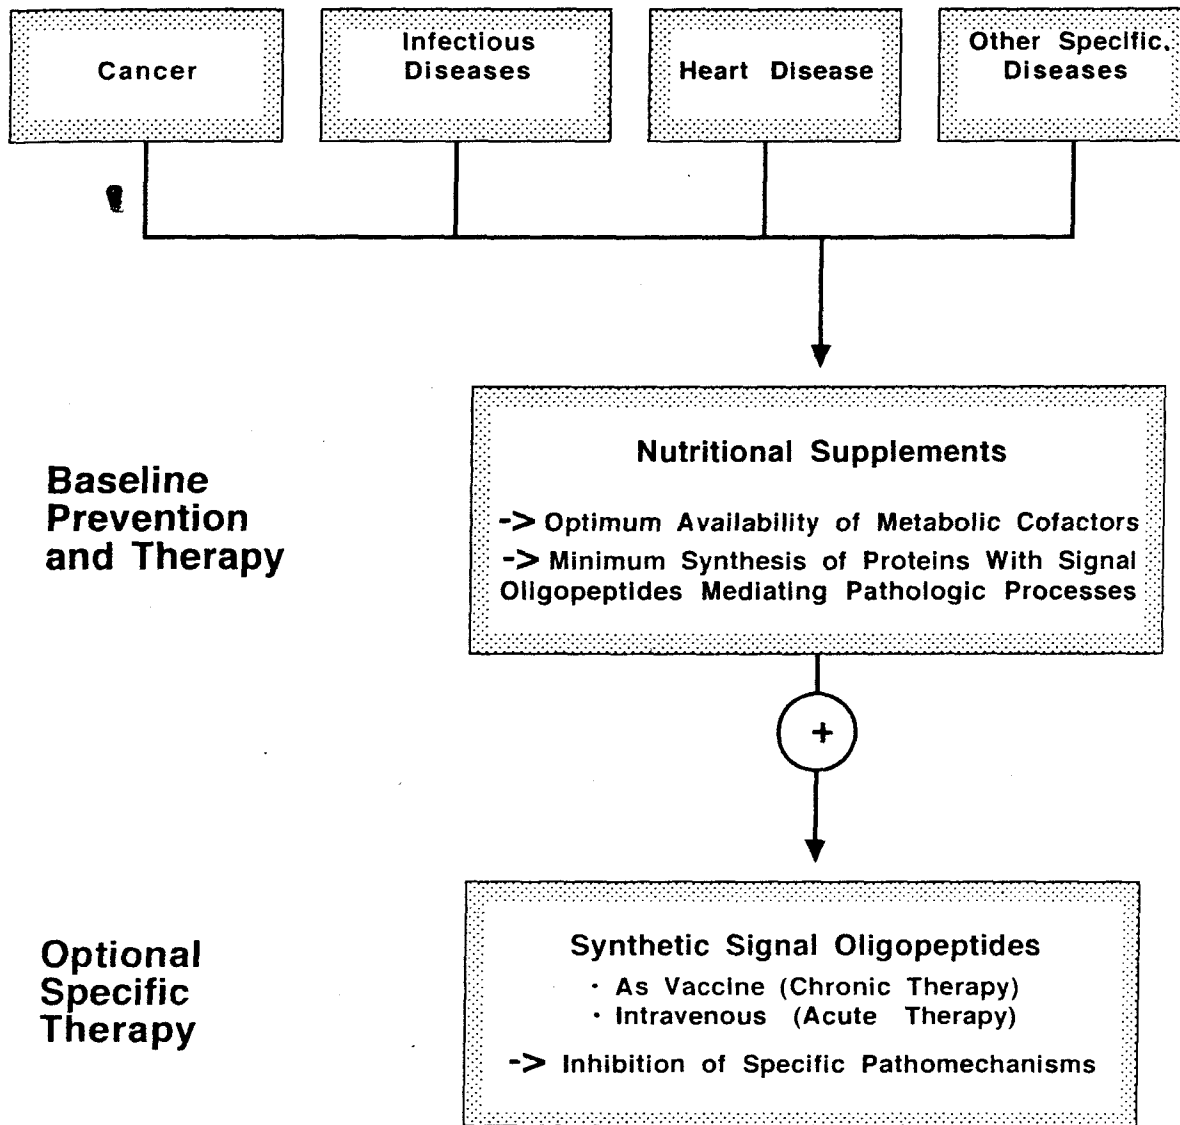 Cancer
Infectious
Diseases
Heart Disease
Other Specific.
Diseases
Baseline
Prevention
and Therapy
Nutritional Supplements
-> Optimum Availability of Metabolic Cofactors
-> Minimum Synthesis of Proteins With Signal
Oligopeptides Mediating Pathologic Processes
+
Optional
Specific
Therapy
Synthetic Signal Oligopeptides
· As Vaccine (Chronic Therapy)
· Intravenous (Acute Therapy)
-> Inhibition of Specific Pathomechanisms